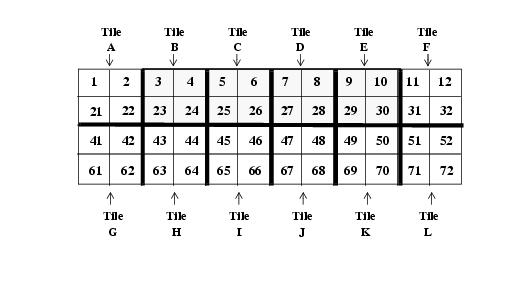 Tile Tile Tile Tile Tile Tile
A B C D E F
1 2 3 4 5 6 7 8 9 10 11 12
21 22 23 24 25 26 27 28 29 30 31 32
41 42 43 44 45 46 47 48 49 50 51 52
61 62 63 64 65 66 67 68 69 70 71 72
Tile Tile Tile Tile Tile Tile
G H I J K L